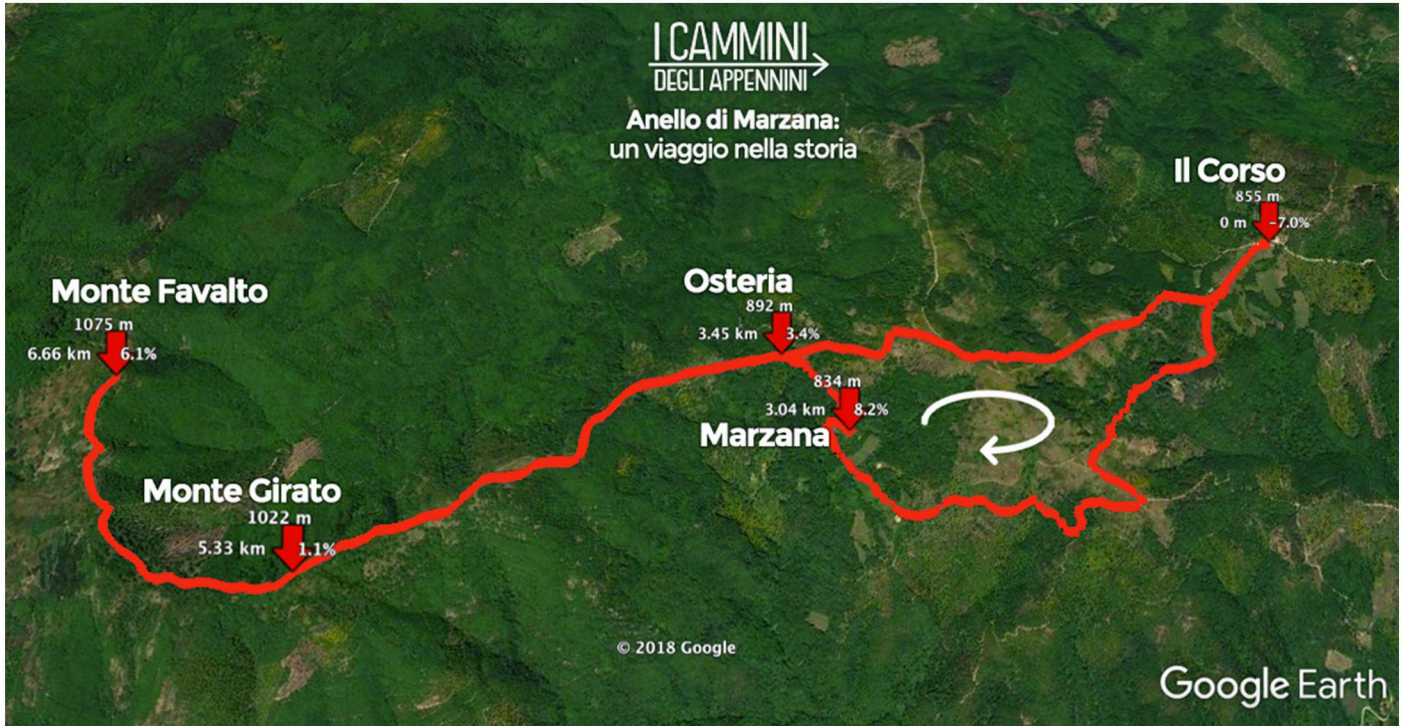 I CAMMINI
DEGLI APPENNINI
Anello di Marzana:
un viaggio nella storia
Il Corso
855 m
0 m -7.0%
Osteria
892 m
3.45 km 3.4%
Monte Favalto
1075 m
6.66 km 6.1%
834 m
3.04 km 8.2%
Marzana
Monte Girato
1022 m
5.33 km 1.1%
© 2018 Google
Google Earth